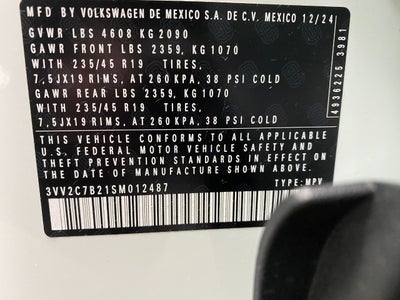 MFD BY VOLKSWAGEN DE MEXICO S.A. DE C.V. MEXICO 12/24
GVWR LBS 4608 KG 2090
GAWR FRONT LBS 2359, KG 1070
WITH 235/45 R19 TIRES,
7,5JX19 RIMS, AT 260 KPA, 38 PSI COLD
GAWR REAR LBS 2359, KG 1070
WITH 235/45 R19 TIRES,
7,5JX19 RIMS, AT 260 KPA, 38 PSI COLD
THIS VEHICLE CONFORMS TO ALL APPLICABLE
U.S. FEDERAL MOTOR VEHICLE SAFETY AND
THEFT PREVENTION STANDARDS IN EFFECT ON
THE DATE OF MANUFACTURE SHOWN ABOVE.
3VV2C7B21SM012487 TYPE: MPV
4936225 3981